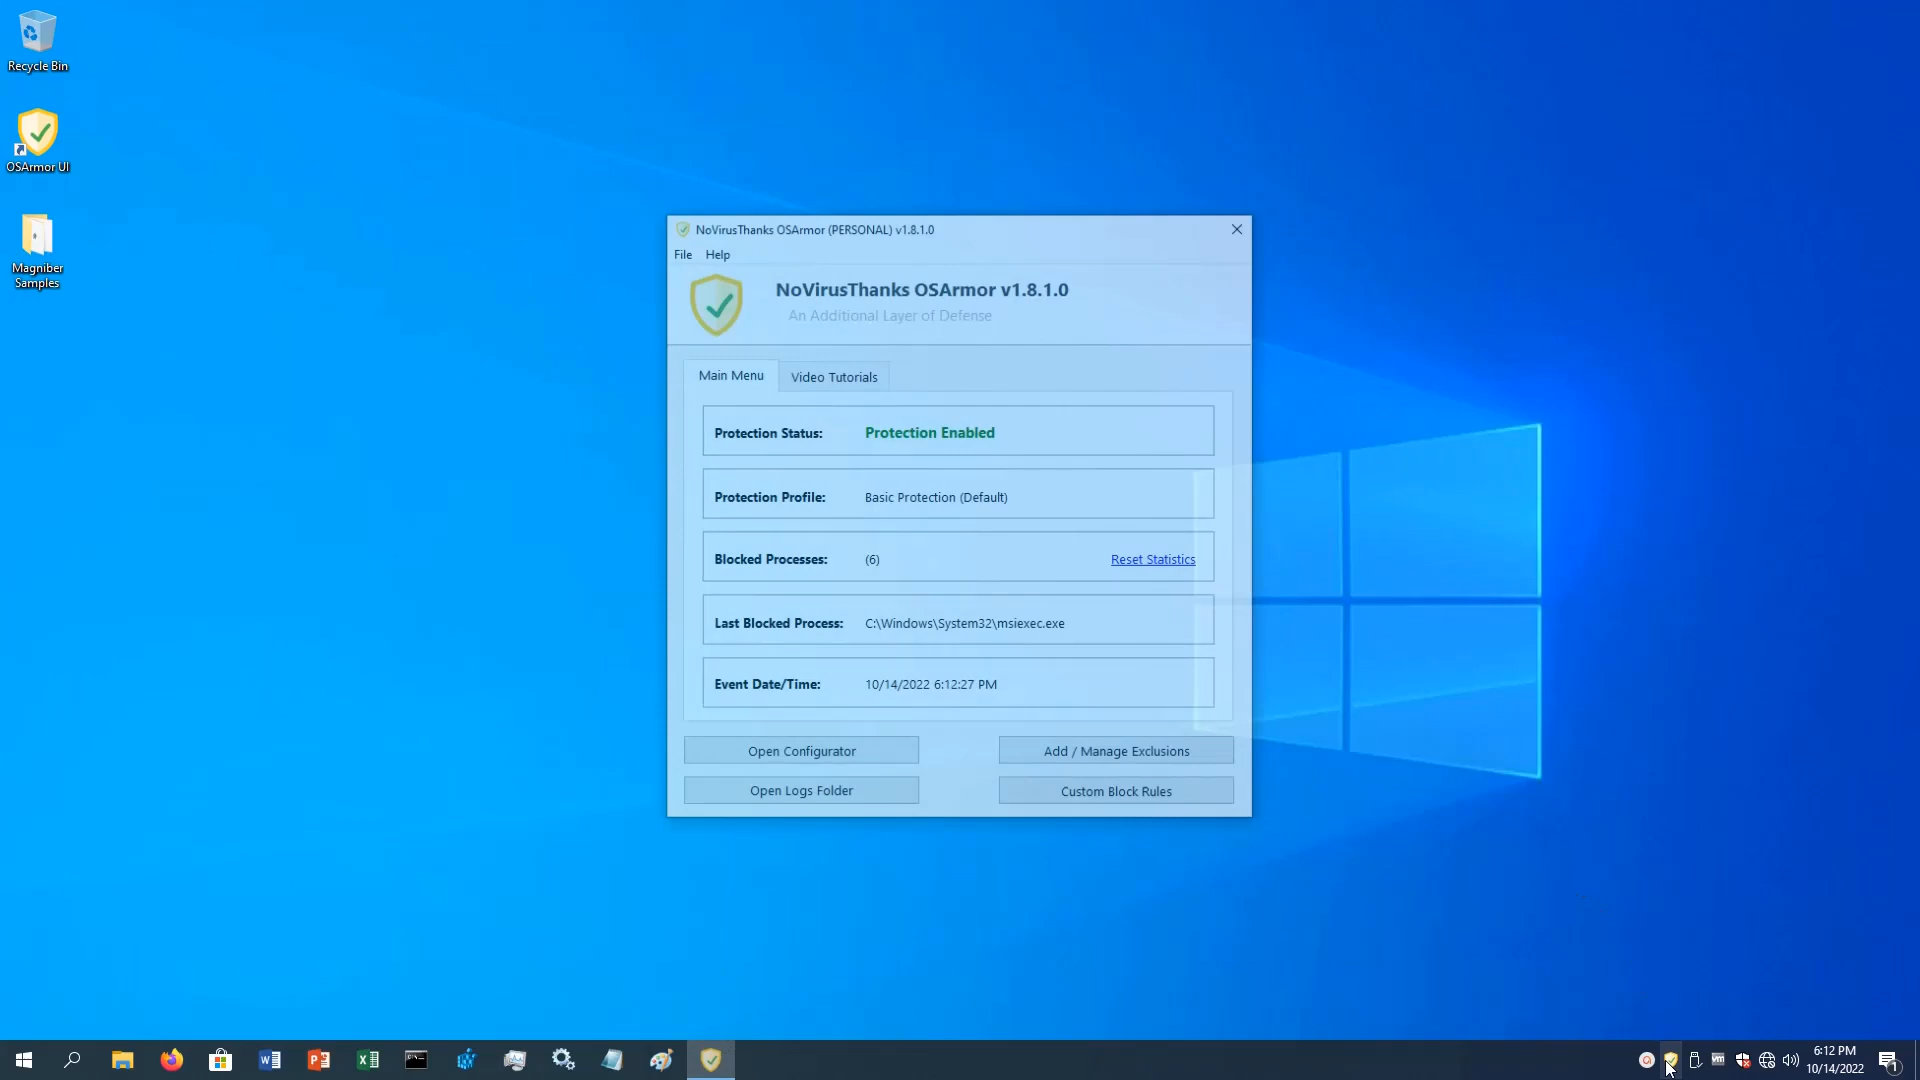 Recycle Bin
OSArmor UI
Magniber
Samples
NoVirusThanks OSArmor (PERSONAL) v1.8.1.0
File Help
NoVirusThanks OSArmor v1.8.1.0
An Additional Layer of Defense
Main Menu Video Tutorials
Protection Status: Protection Enabled
Protection Profile: Basic Protection (Default)
Blocked Processes: (6) Reset Statistics
Last Blocked Process: C:\Windows\System32\msiexec.exe
Event Date/Time: 10/14/2022 6:12:27 PM
Open Configurator Add / Manage Exclusions
Open Logs Folder Custom Block Rules
6:12 PM
10/14/2022
1